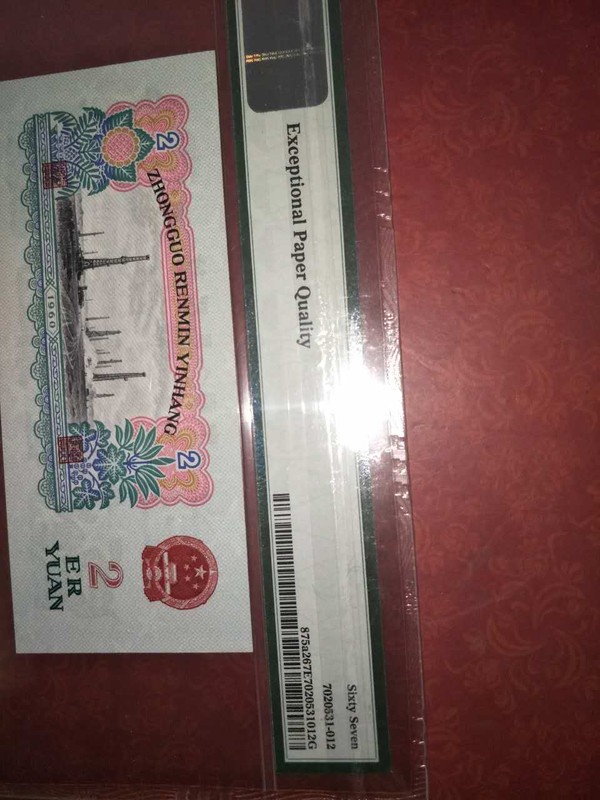 2
ZHONGGUO RENMIN YINHANG
2
1960
2
ER
YUAN
Exceptional Paper Quality
Sixty Seven
7020531-012
875a267E7020531012G